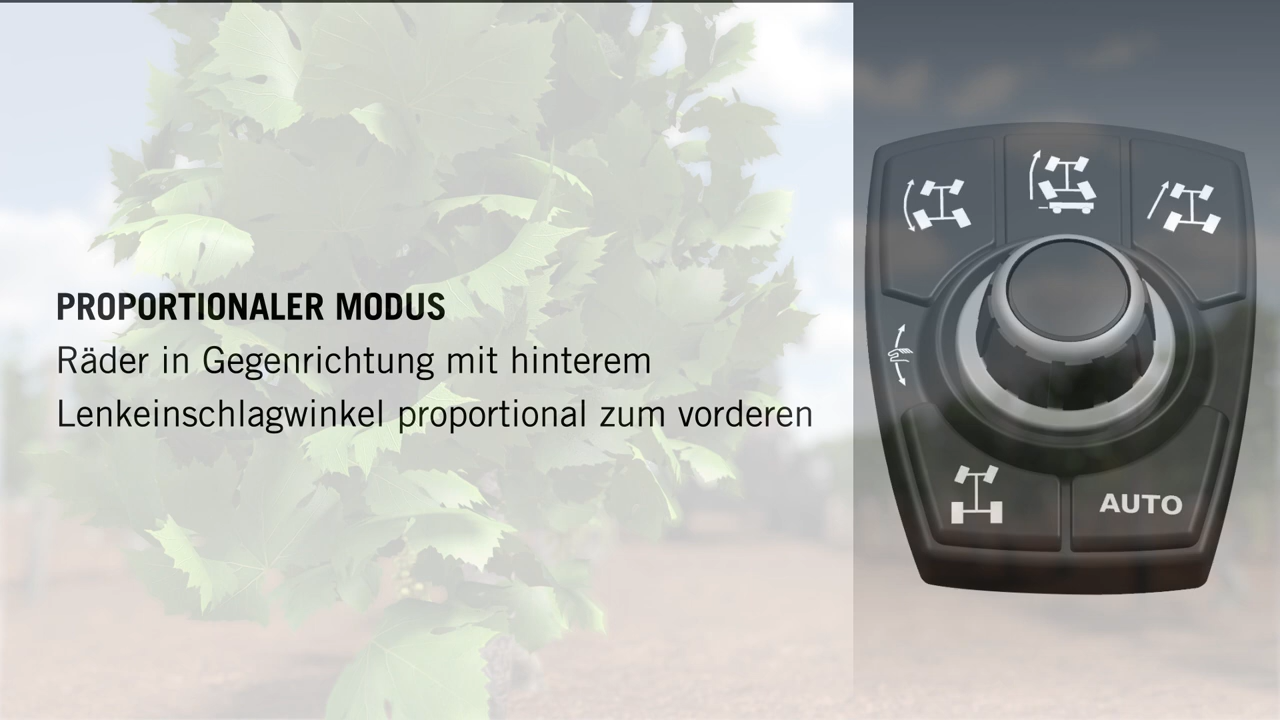 PROPORTIONALER MODUS
Räder in Gegenrichtung mit hinterem
Lenkeinschlagwinkel proportional zum vorderen
AUTO